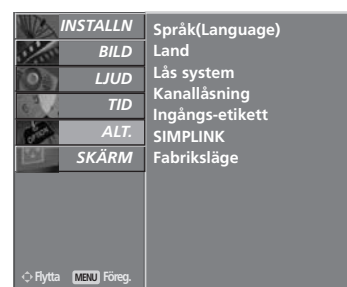 INSTALLN
BILD
LJUD
TID
ALT.
SKÄRM
Språk(Language)
Land
Lås system
Kanallåsning
Ingångs-etikett
SIMPLINK
Fabriksläge
Flytta MENU Föreg.